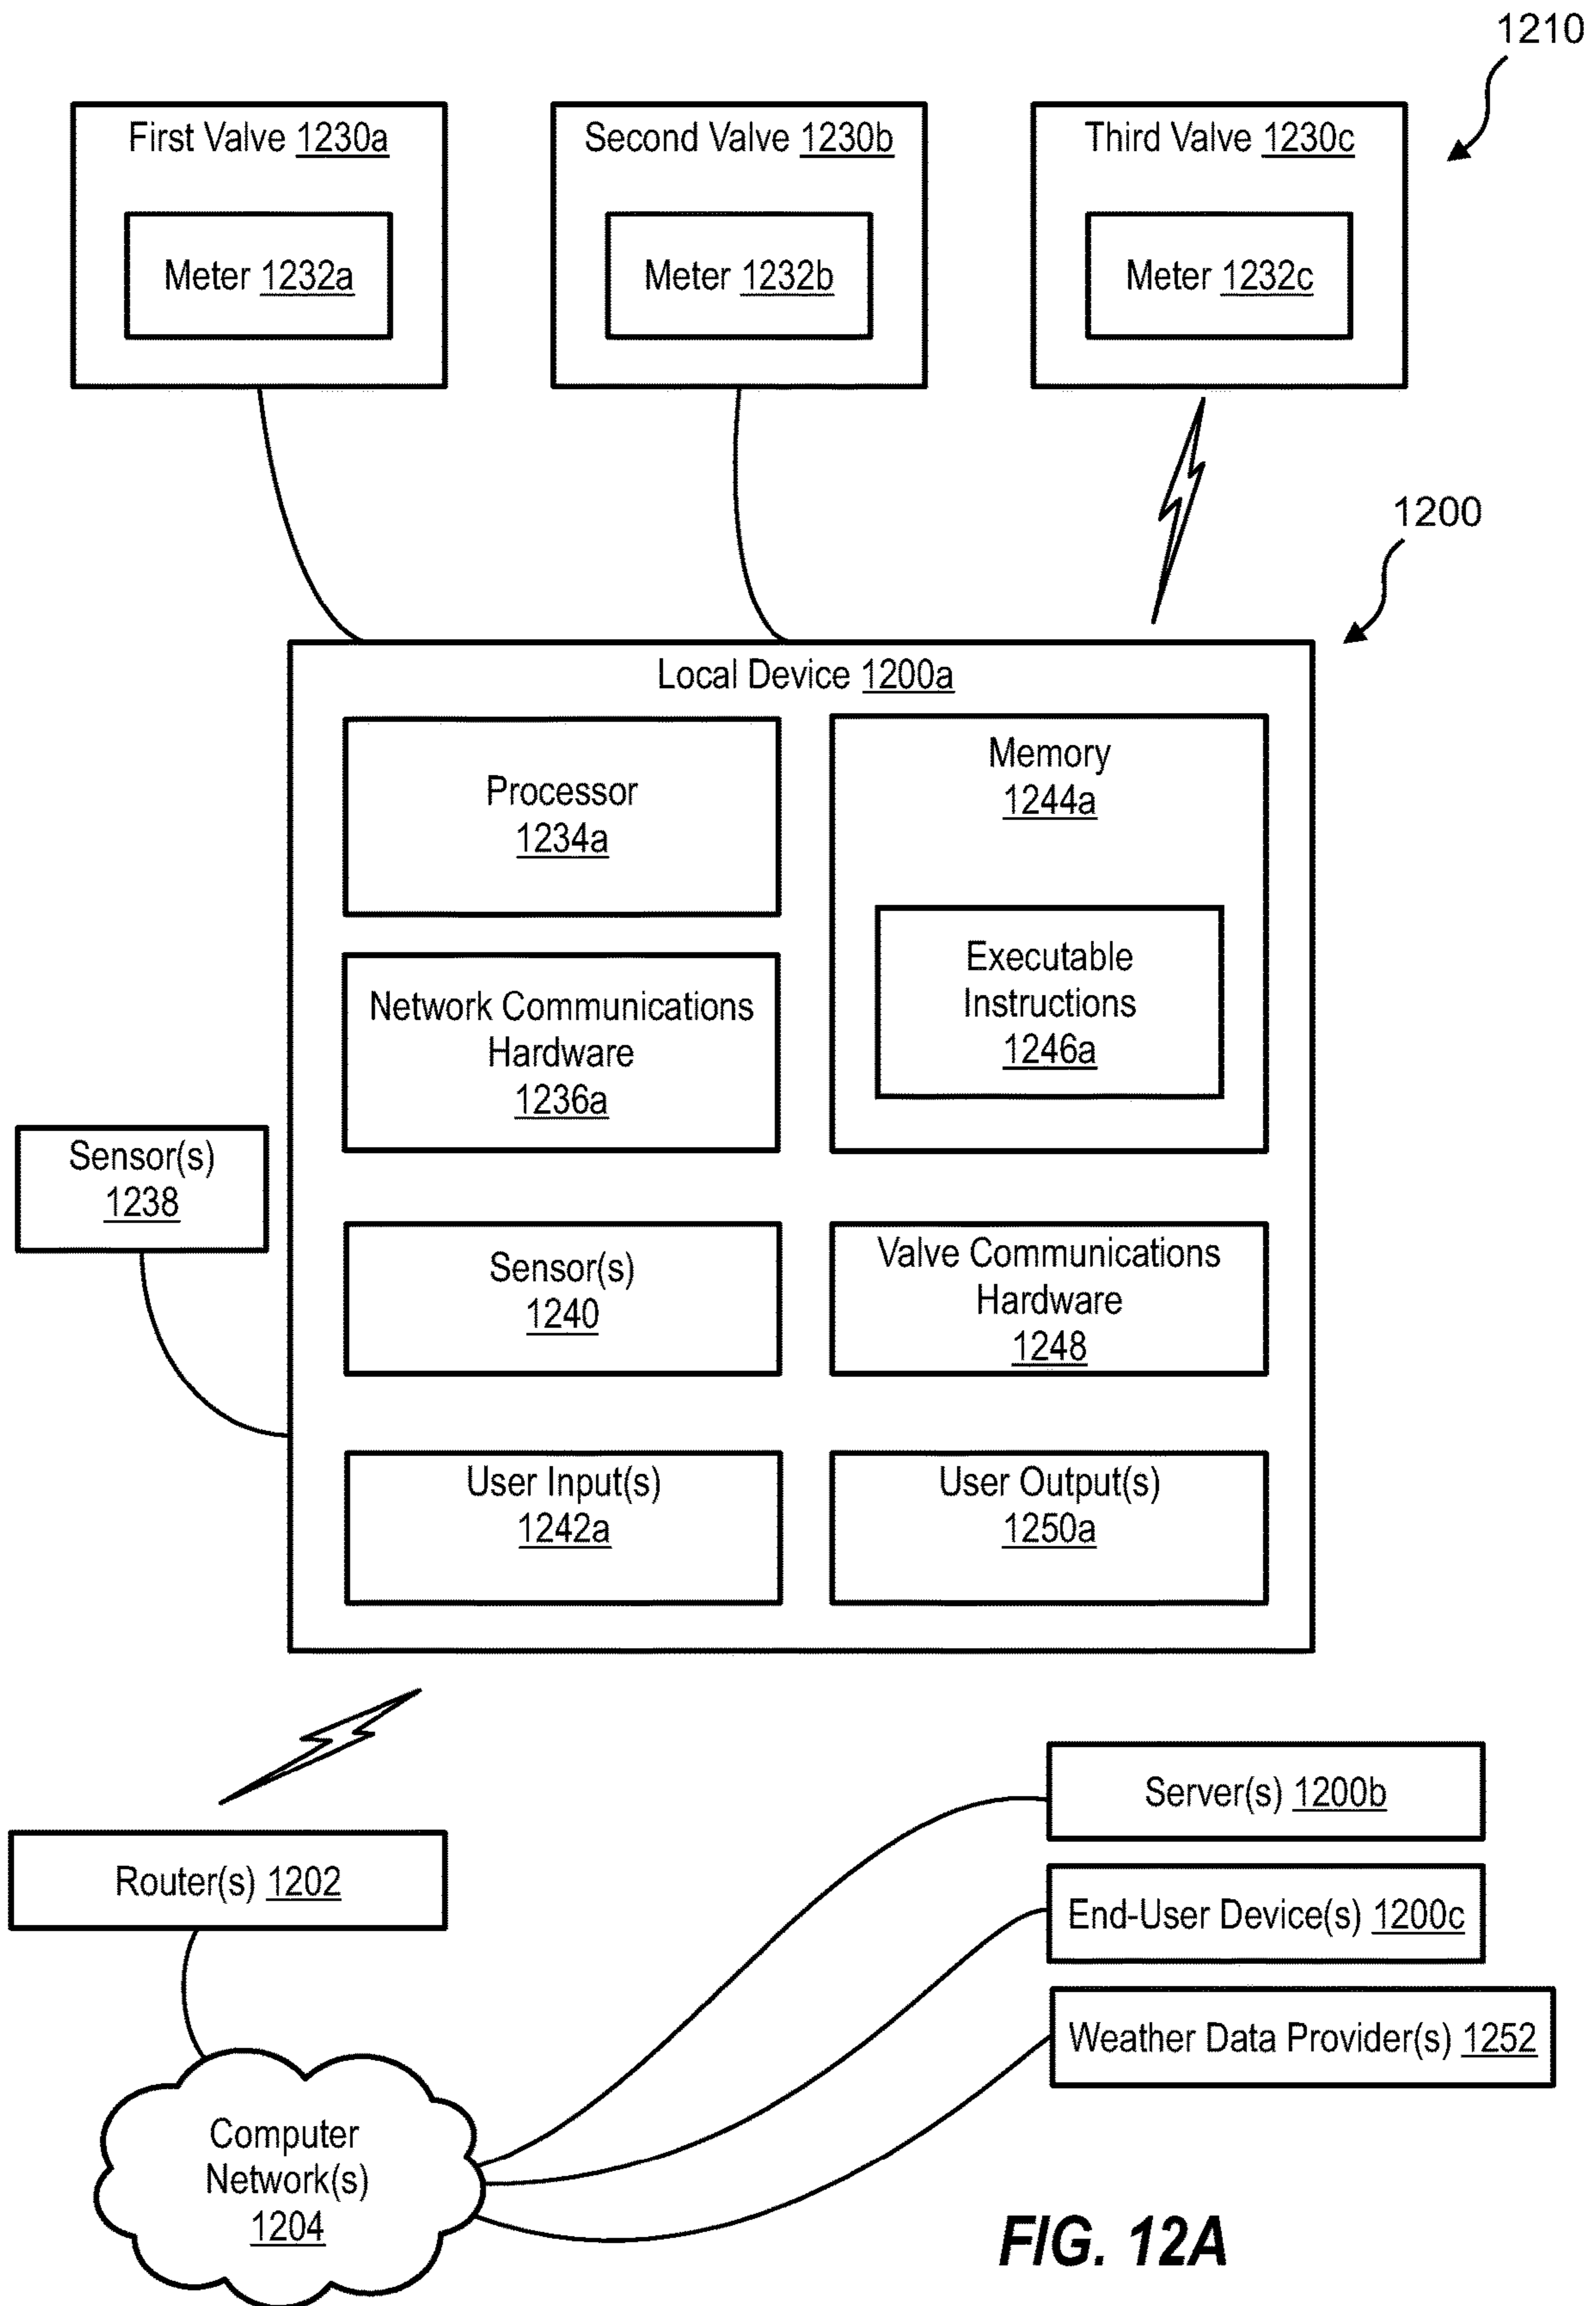 1210
First Valve 1230a
Meter 1232a
Second Valve 1230b
Meter 1232b
Third Valve 1230c
Meter 1232c
1200
Local Device 1200a
Processor
1234a
Memory
1244a
Executable
Instructions
1246a
Network Communications
Hardware
1236a
Sensor(s)
1238
Sensor(s)
1240
Valve Communications
Hardware
1248
User Input(s)
1242a
User Output(s)
1250a
Server(s) 1200b
Router(s) 1202
End-User Device(s) 1200c
Weather Data Provider(s) 1252
Computer
Network(s)
1204
FIG. 12A